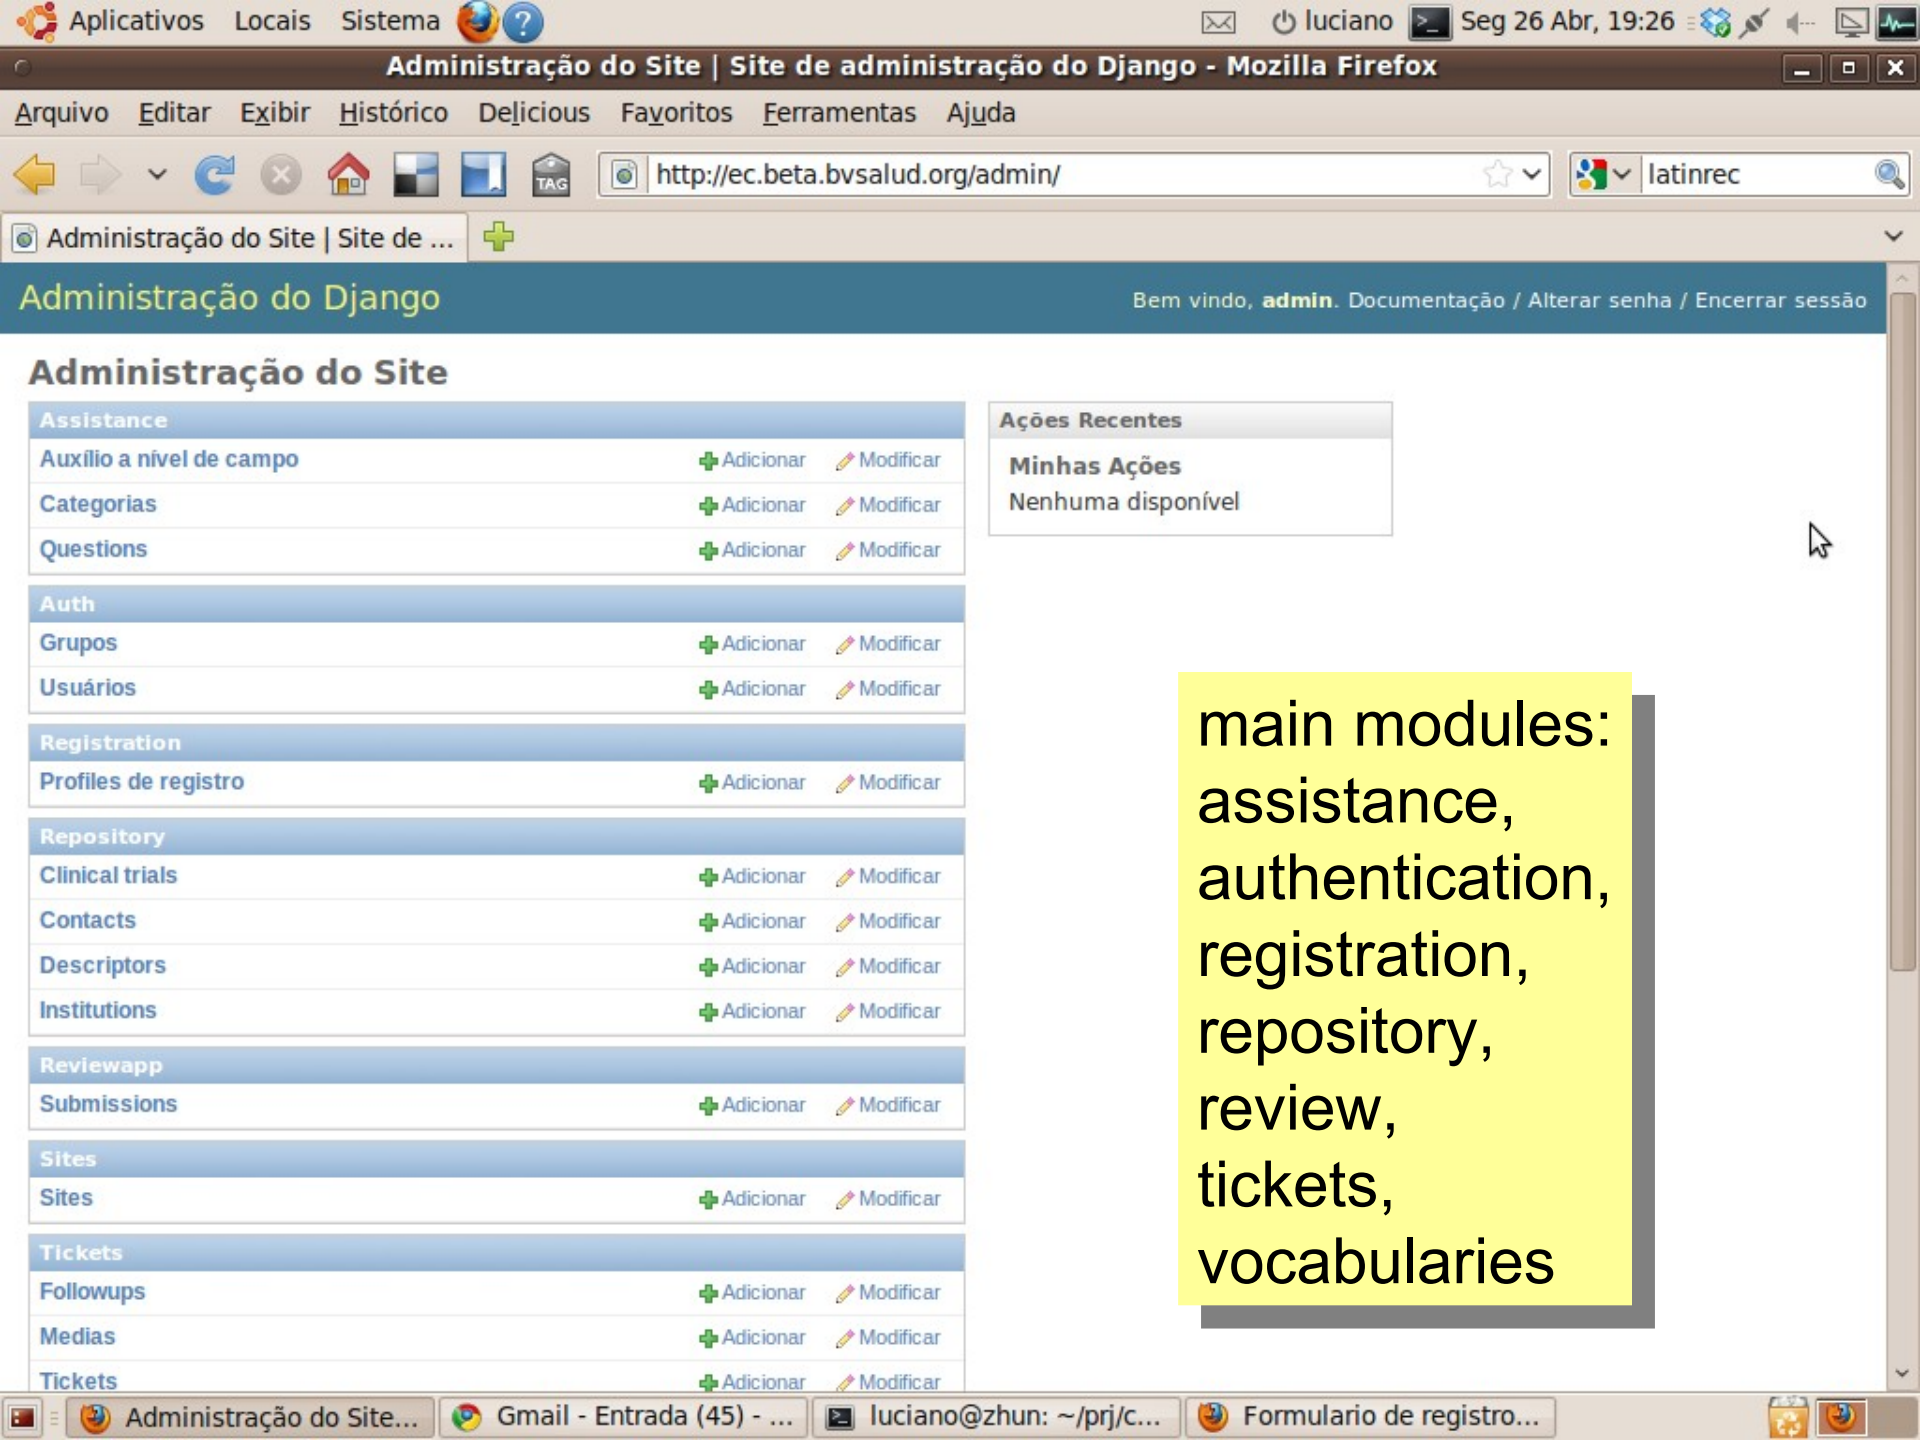 Aplicativos Locais Sistema
luciano Seg 26 Abr, 19:26
Administração do Site | Site de administração do Django - Mozilla Firefox
Arquivo Editar Exibir Histórico Delicious Favoritos Ferramentas Ajuda
TAG http://ec.beta.bvsalud.org/admin/ latinrec
Administração do Site | Site de ...
Administração do Django
Bem vindo, admin. Documentação / Alterar senha / Encerrar sessão
Administração do Site
Assistance
Auxílio a nível de campo Adicionar Modificar
Categorias Adicionar Modificar
Questions Adicionar Modificar
Auth
Grupos Adicionar Modificar
Usuários Adicionar Modificar
Registration
Profiles de registro Adicionar Modificar
Repository
Clinical trials Adicionar Modificar
Contacts Adicionar Modificar
Descriptors Adicionar Modificar
Institutions Adicionar Modificar
Reviewapp
Submissions Adicionar Modificar
Sites
Sites Adicionar Modificar
Tickets
Followups Adicionar Modificar
Medias Adicionar Modificar
Tickets Adicionar Modificar
Ações Recentes
Minhas Ações
Nenhuma disponível
main modules:
assistance,
authentication,
registration,
repository,
review,
tickets,
vocabularies
Administração do Site... Gmail - Entrada (45) - ... luciano@zhun: ~/prj/c... Formulario de registro...